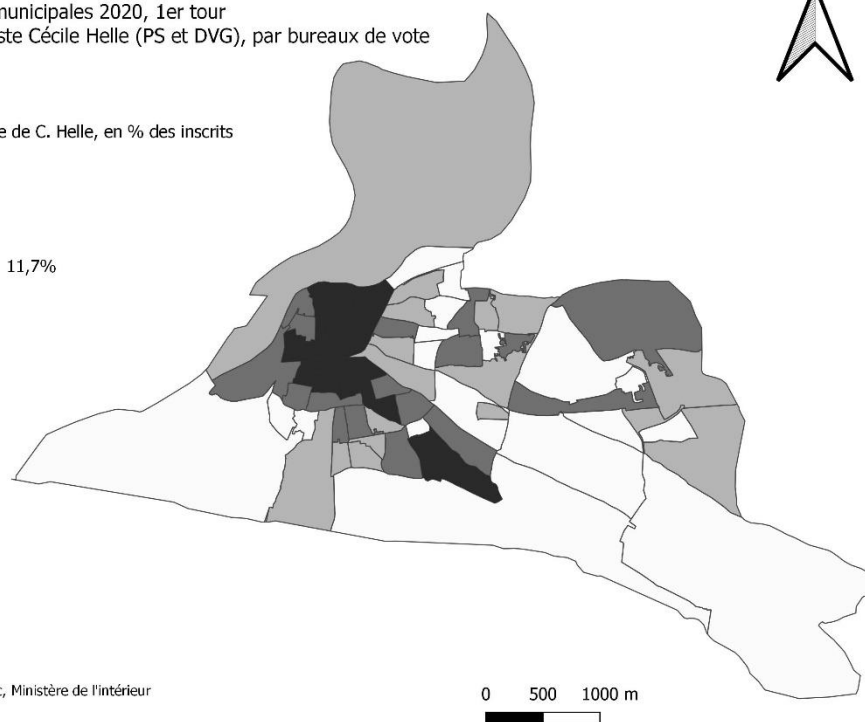 municipales 2020, 1er tour
Cécile Helle (PS et DVG), par bureaux de vote
de C. Helle, en % des inscrits
11,7%
Ministère de l'intérieur
0 500 1000 m